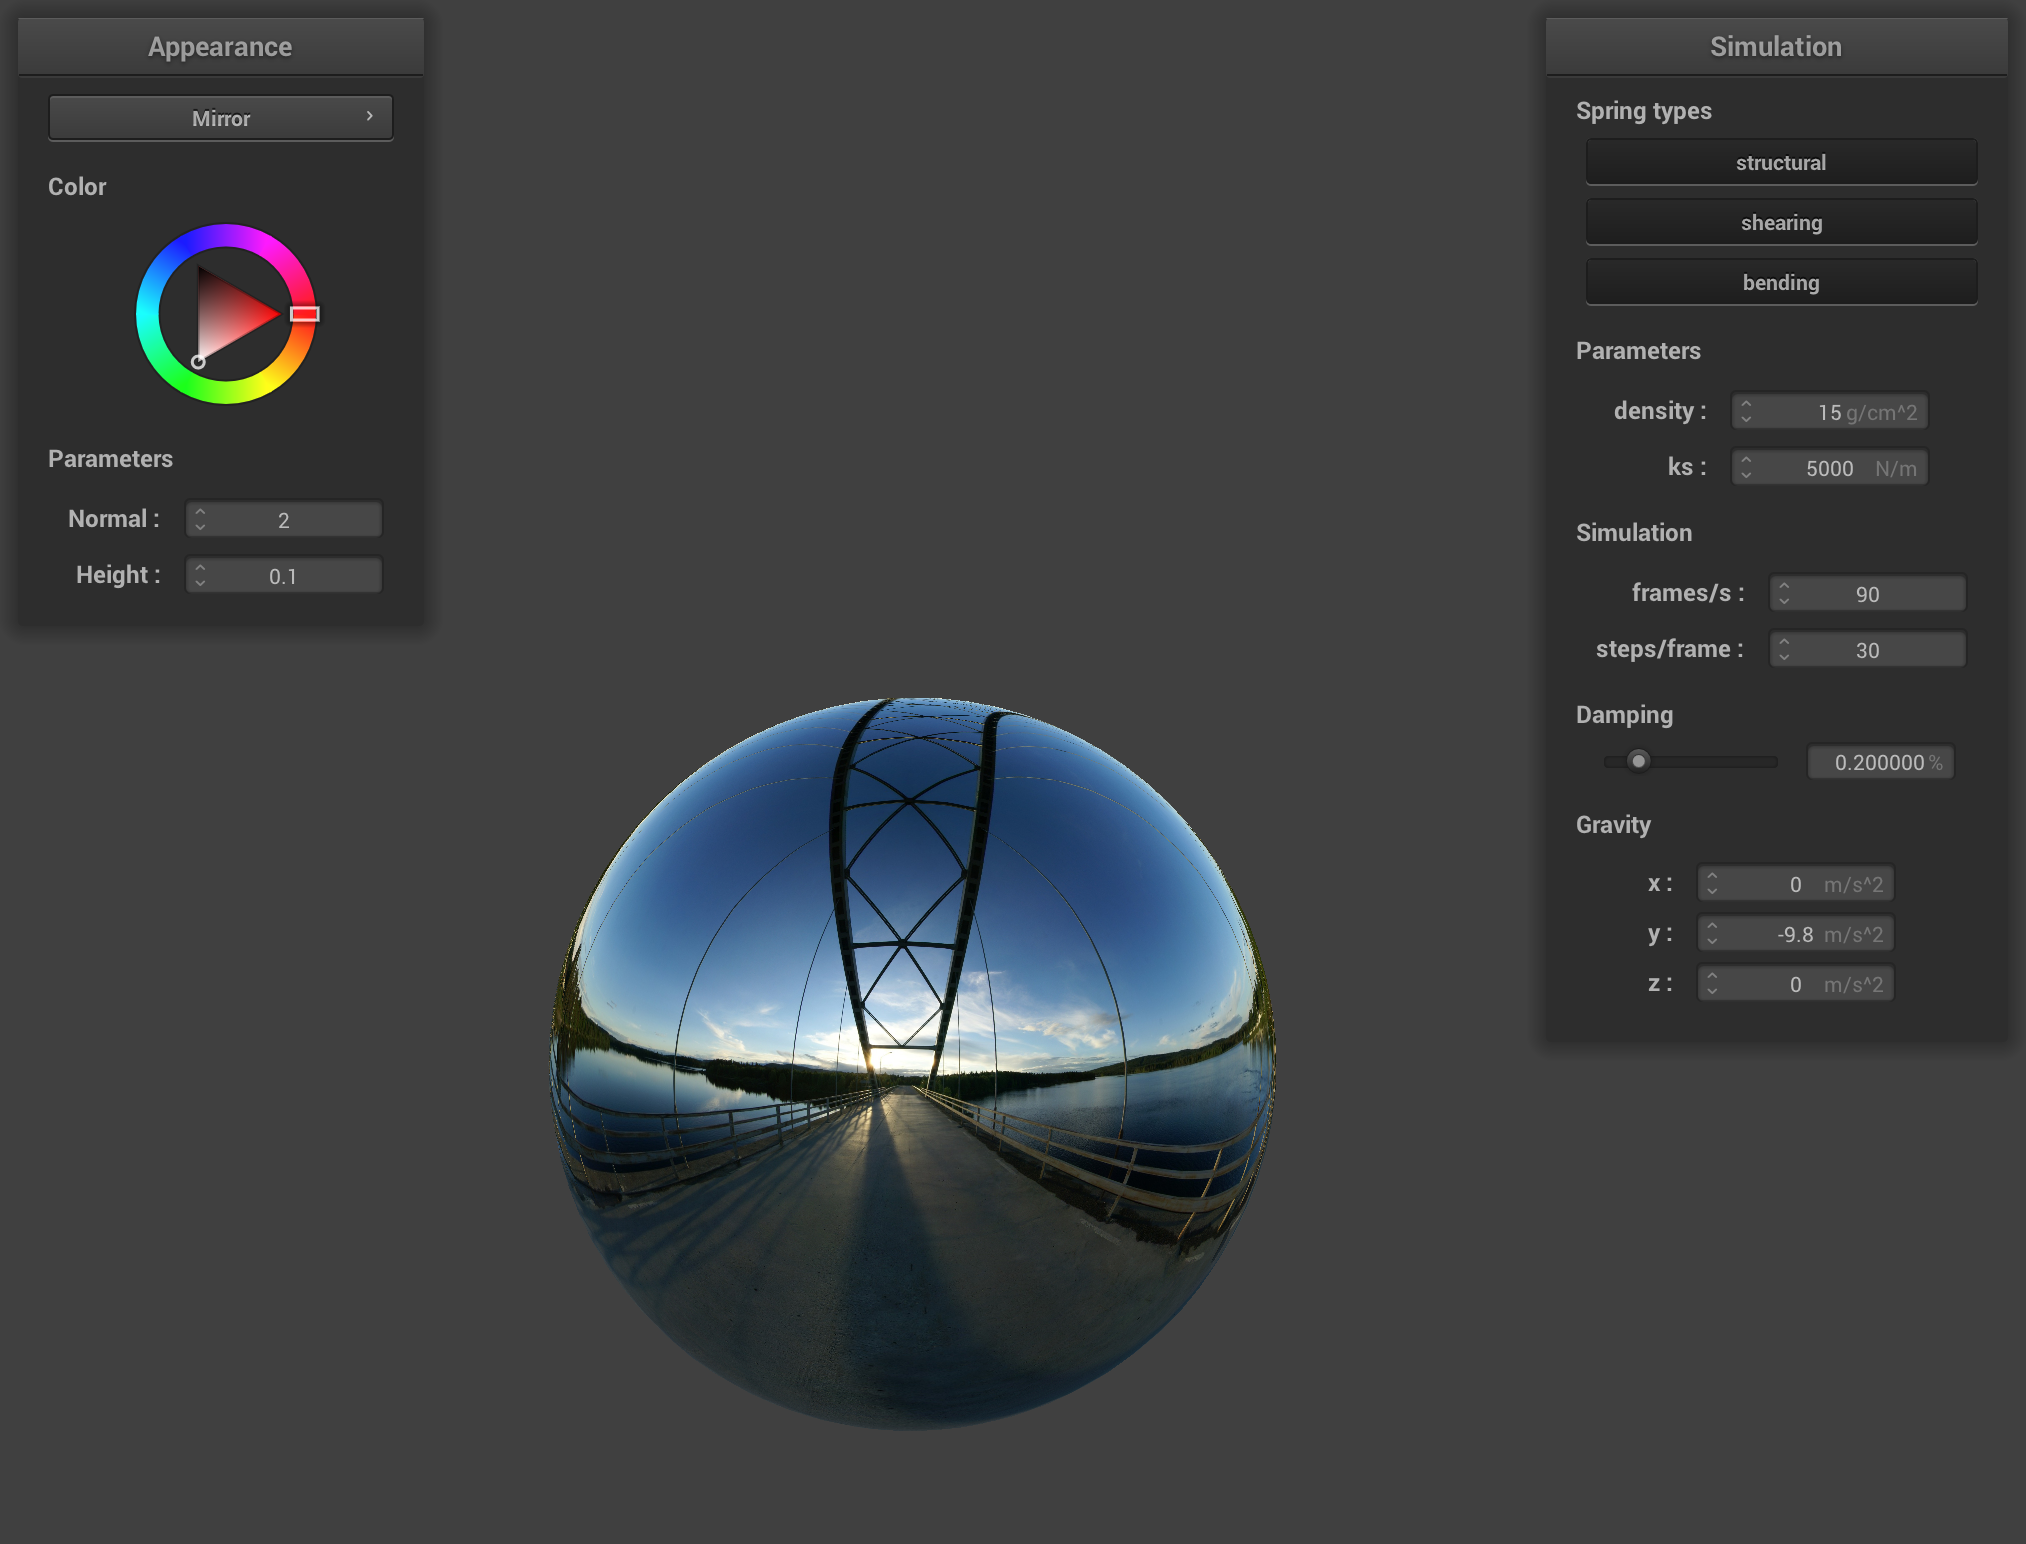 Appearance
Mirror
Color
Parameters
Normal : 2
Height : 0.1
Simulation
Spring types
structural
shearing
bending
Parameters
density : 15 g/cm^2
ks : 5000 N/m
Simulation
frames/s : 90
steps/frame : 30
Damping
0.200000 %
Gravity
x : 0 m/s^2
y : -9.8 m/s^2
z : 0 m/s^2